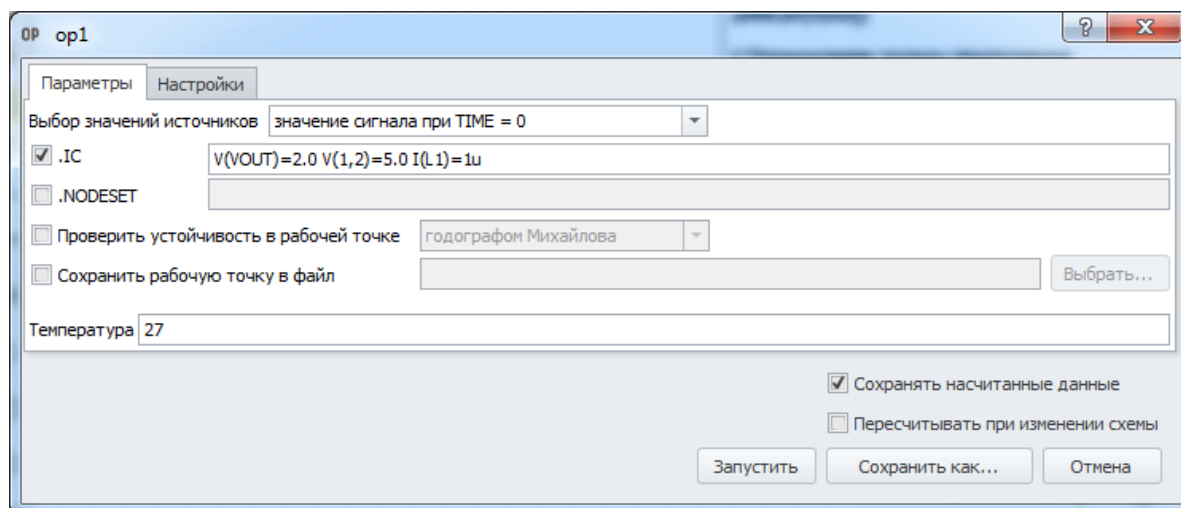 OP op1
Параметры Настройки
Выбор значений источников значение сигнала при TIME = 0
.IC V(VOUT)=2.0 V(1,2)=5.0 I(L1)=1u
.NODESET
Проверить устойчивость в рабочей точке годографом Михайлова
Сохранить рабочую точку в файл Выбрать...
Температура 27
Сохранять насчитанные данные
Пересчитывать при изменении схемы
Запустить Сохранить как... Отмена